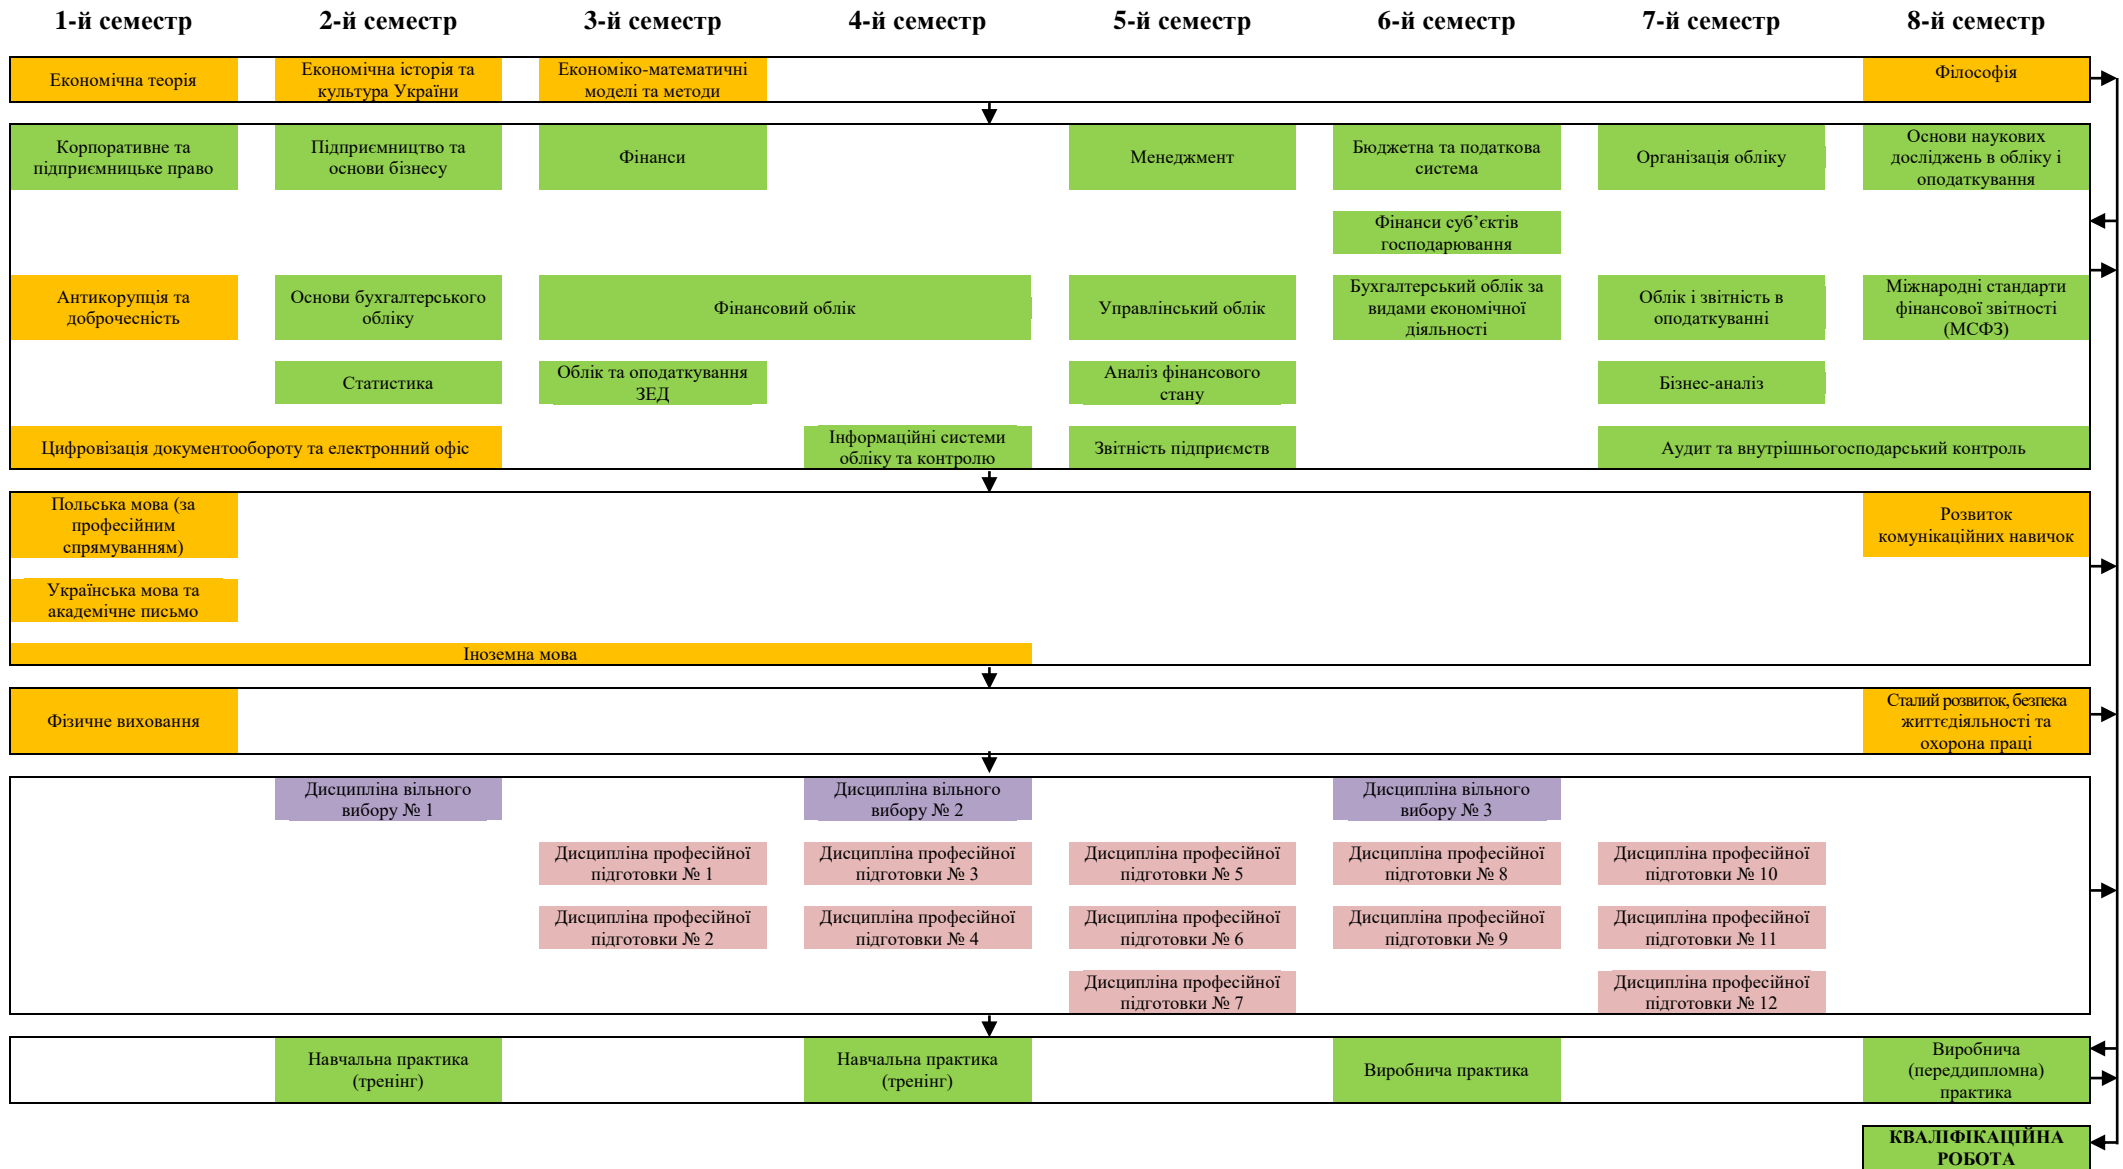 1-й семестр
2-й семестр
3-й семестр
4-й семестр
5-й семестр
6-й семестр
7-й семестр
8-й семестр
Економічна теорія
Економічна історія та
культура України
Економіко-математичні
моделі та методи
Філософія
Корпоративне та
підприємницьке право
Підприємництво та
основи бізнесу
Фінанси
Менеджмент
Бюджетна та податкова
система
Організація обліку
Основи наукових
досліджень в обліку і
оподаткування
Фінанси суб’єктів
господарювання
Антикорупція та
доброчесність
Основи бухгалтерського
обліку
Фінансовий облік
Управлінський облік
Бухгалтерський облік за
видами економічної
діяльності
Облік і звітність в
оподаткуванні
Міжнародні стандарти
фінансової звітності
(МСФЗ)
Статистика
Облік та оподаткування
ЗЕД
Аналіз фінансового
стану
Бізнес-аналіз
Цифровізація документообороту та електронний офіс
Інформаційні системи
обліку та контролю
Звітність підприємств
Аудит та внутрішньогосподарський контроль
Польська мова (за
професійним
спрямуванням)
Розвиток
комунікаційних навичок
Українська мова та
академічне письмо
Іноземна мова
Фізичне виховання
Сталий розвиток, безпека
життєдіяльності та
охорона праці
Дисципліна вільного
вибору № 1
Дисципліна вільного
вибору № 2
Дисципліна вільного
вибору № 3
Дисципліна професійної
підготовки № 1
Дисципліна професійної
підготовки № 3
Дисципліна професійної
підготовки № 5
Дисципліна професійної
підготовки № 8
Дисципліна професійної
підготовки № 10
Дисципліна професійної
підготовки № 2
Дисципліна професійної
підготовки № 4
Дисципліна професійної
підготовки № 6
Дисципліна професійної
підготовки № 9
Дисципліна професійної
підготовки № 11
Дисципліна професійної
підготовки № 7
Дисципліна професійної
підготовки № 12
Навчальна практика
(тренінг)
Навчальна практика
(тренінг)
Виробнича практика
Виробнича
(переддипломна)
практика
КВАЛІФІКАЦІЙНА
РОБОТА